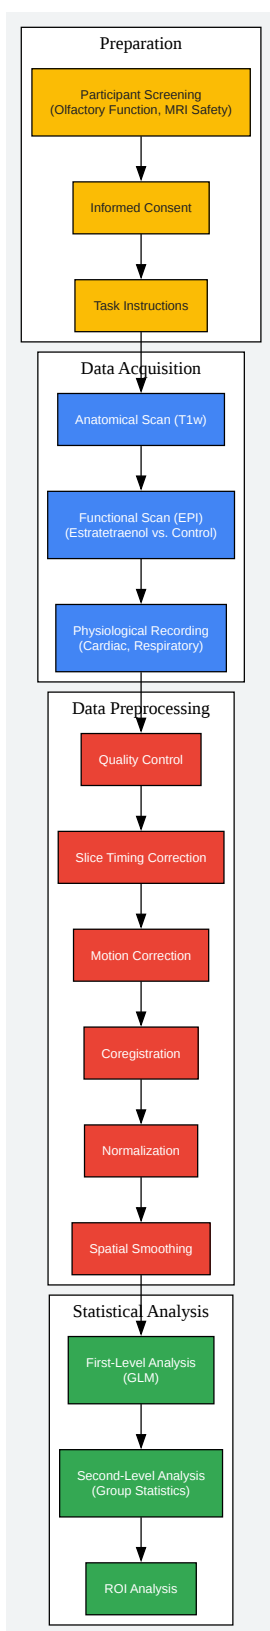 Preparation
Participant Screening
(Olfactory Function, MRI Safety)
Informed Consent
Task Instructions
Data Acquisition
Anatomical Scan (T1w)
Functional Scan (EPI)
(Estratetraenol vs. Control)
Physiological Recording
(Cardiac, Respiratory)
Data Preprocessing
Quality Control
Slice Timing Correction
Motion Correction
Coregistration
Normalization
Spatial Smoothing
Statistical Analysis
First-Level Analysis
(GLM)
Second-Level Analysis
(Group Statistics)
ROI Analysis